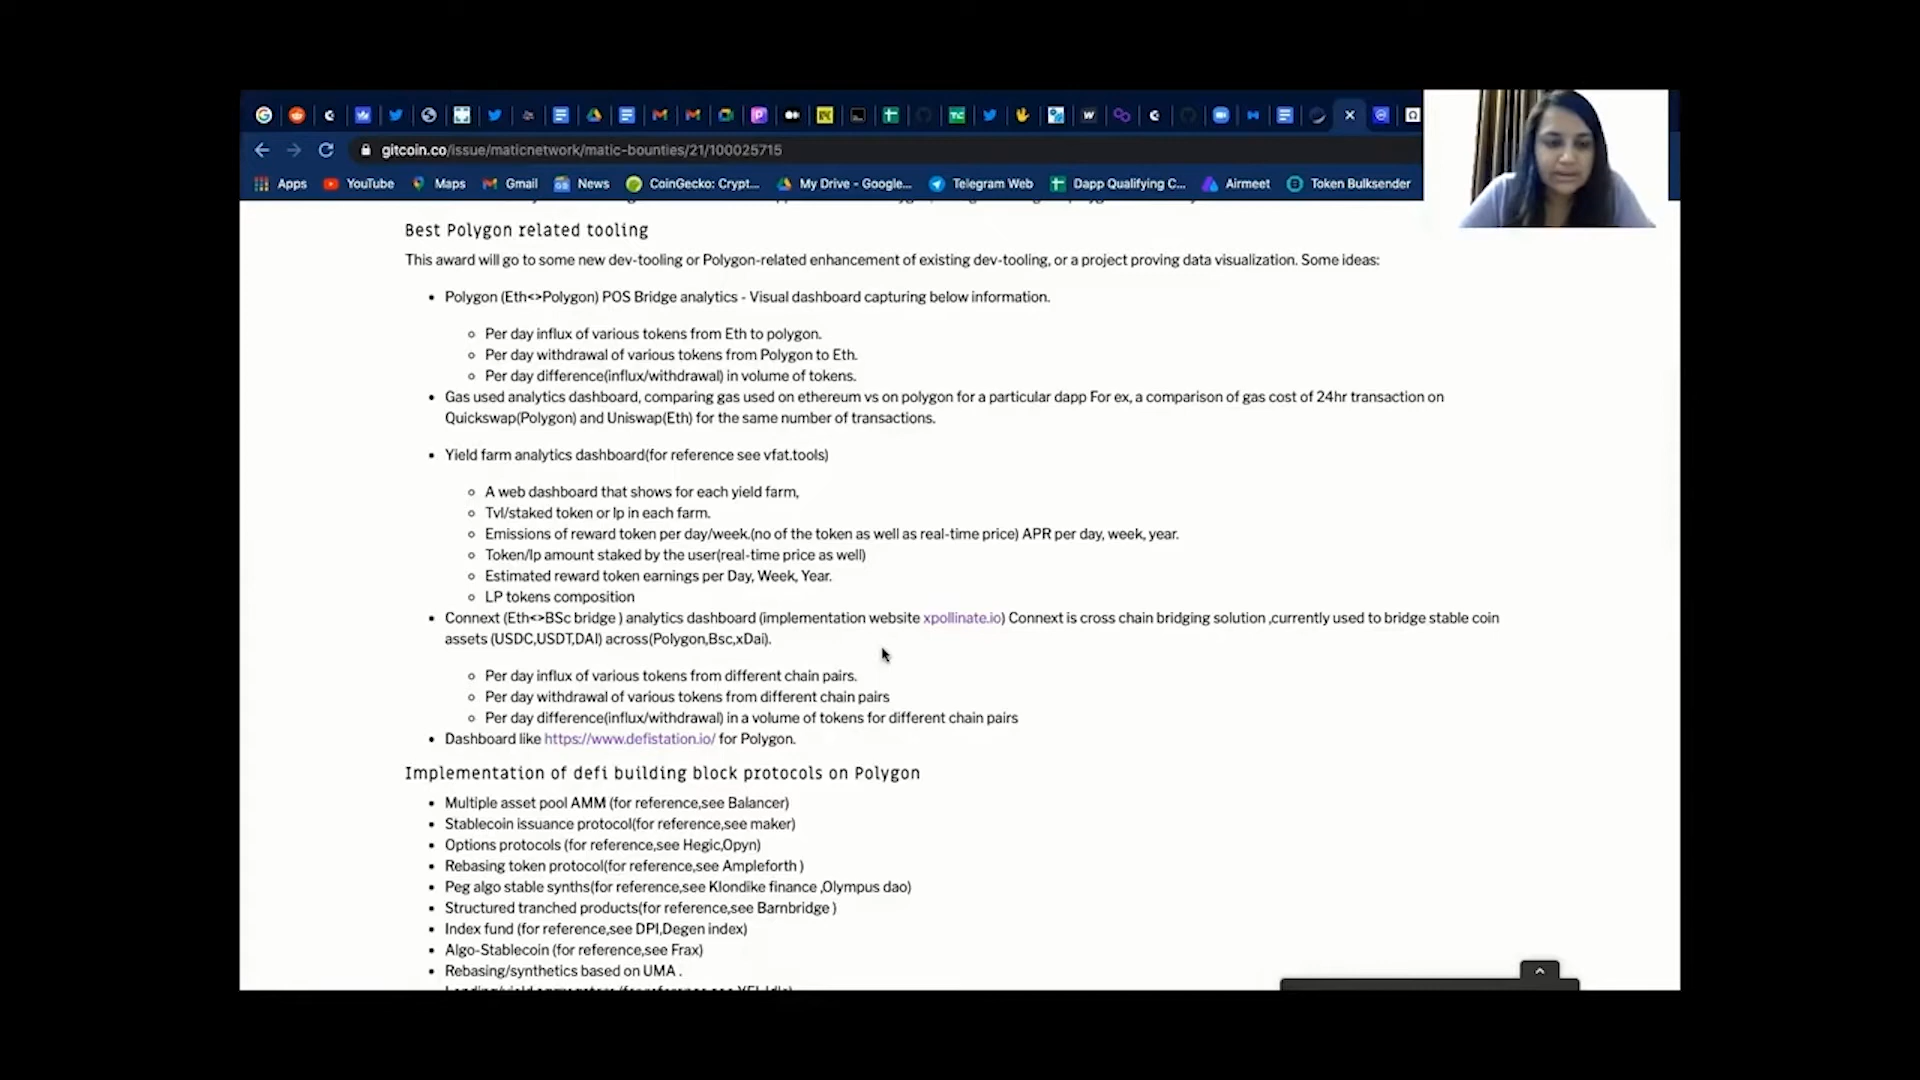 gitcoin.co/issue/maticnetwork/matic-bounties/21/100025715
Apps YouTube Maps Gmail News CoinGecko: Crypt... My Drive - Google... Telegram Web Dapp Qualifying C... Airmeet Token Bulksender
Best Polygon related tooling
This award will go to some new dev-tooling or Polygon-related enhancement of existing dev-tooling, or a project proving data visualization. Some ideas:
Polygon (Eth<>Polygon) POS Bridge analytics - Visual dashboard capturing below information.
Per day influx of various tokens from Eth to polygon.
Per day withdrawal of various tokens from Polygon to Eth.
Per day difference(influx/withdrawal) in volume of tokens.
Gas used analytics dashboard, comparing gas used on ethereum vs on polygon for a particular dapp For ex, a comparison of gas cost of 24hr transaction on
Quickswap(Polygon) and Uniswap(Eth) for the same number of transactions.
Yield farm analytics dashboard(for reference see vfat.tools)
A web dashboard that shows for each yield farm,
Tvl/staked token or lp in each farm.
Emissions of reward token per day/week.(no of the token as well as real-time price) APR per day, week, year.
Token/lp amount staked by the user(real-time price as well)
Estimated reward token earnings per Day, Week, Year.
LP tokens composition
Connext (Eth<>BSc bridge ) analytics dashboard (implementation website xpollinate.io) Connext is cross chain bridging solution ,currently used to bridge stable coin
assets (USDC,USDT,DAI) across(Polygon,Bsc,xDai).
Per day influx of various tokens from different chain pairs.
Per day withdrawal of various tokens from different chain pairs
Per day difference(influx/withdrawal) in a volume of tokens for different chain pairs
Dashboard like https://www.defistation.io/ for Polygon.
Implementation of defi building block protocols on Polygon
Multiple asset pool AMM (for reference,see Balancer)
Stablecoin issuance protocol(for reference,see maker)
Options protocols (for reference,see Hegic,Opyn)
Rebasing token protocol(for reference,see Ampleforth )
Peg algo stable synths(for reference,see Klondike finance ,Olympus dao)
Structured tranched products(for reference,see Barnbridge )
Index fund (for reference,see DPI,Degen index)
Algo-Stablecoin (for reference,see Frax)
Rebasing/synthetics based on UMA .